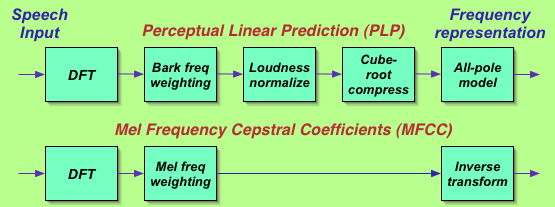 Speech
Input
Perceptual Linear Prediction (PLP)
Frequency
representation
DFT
Bark freq
weighting
Loudness
normalize
Cube-
root
compress
All-pole
model
Mel Frequency Cepstral Coefficients (MFCC)
DFT
Mel freq
weighting
Inverse
transform